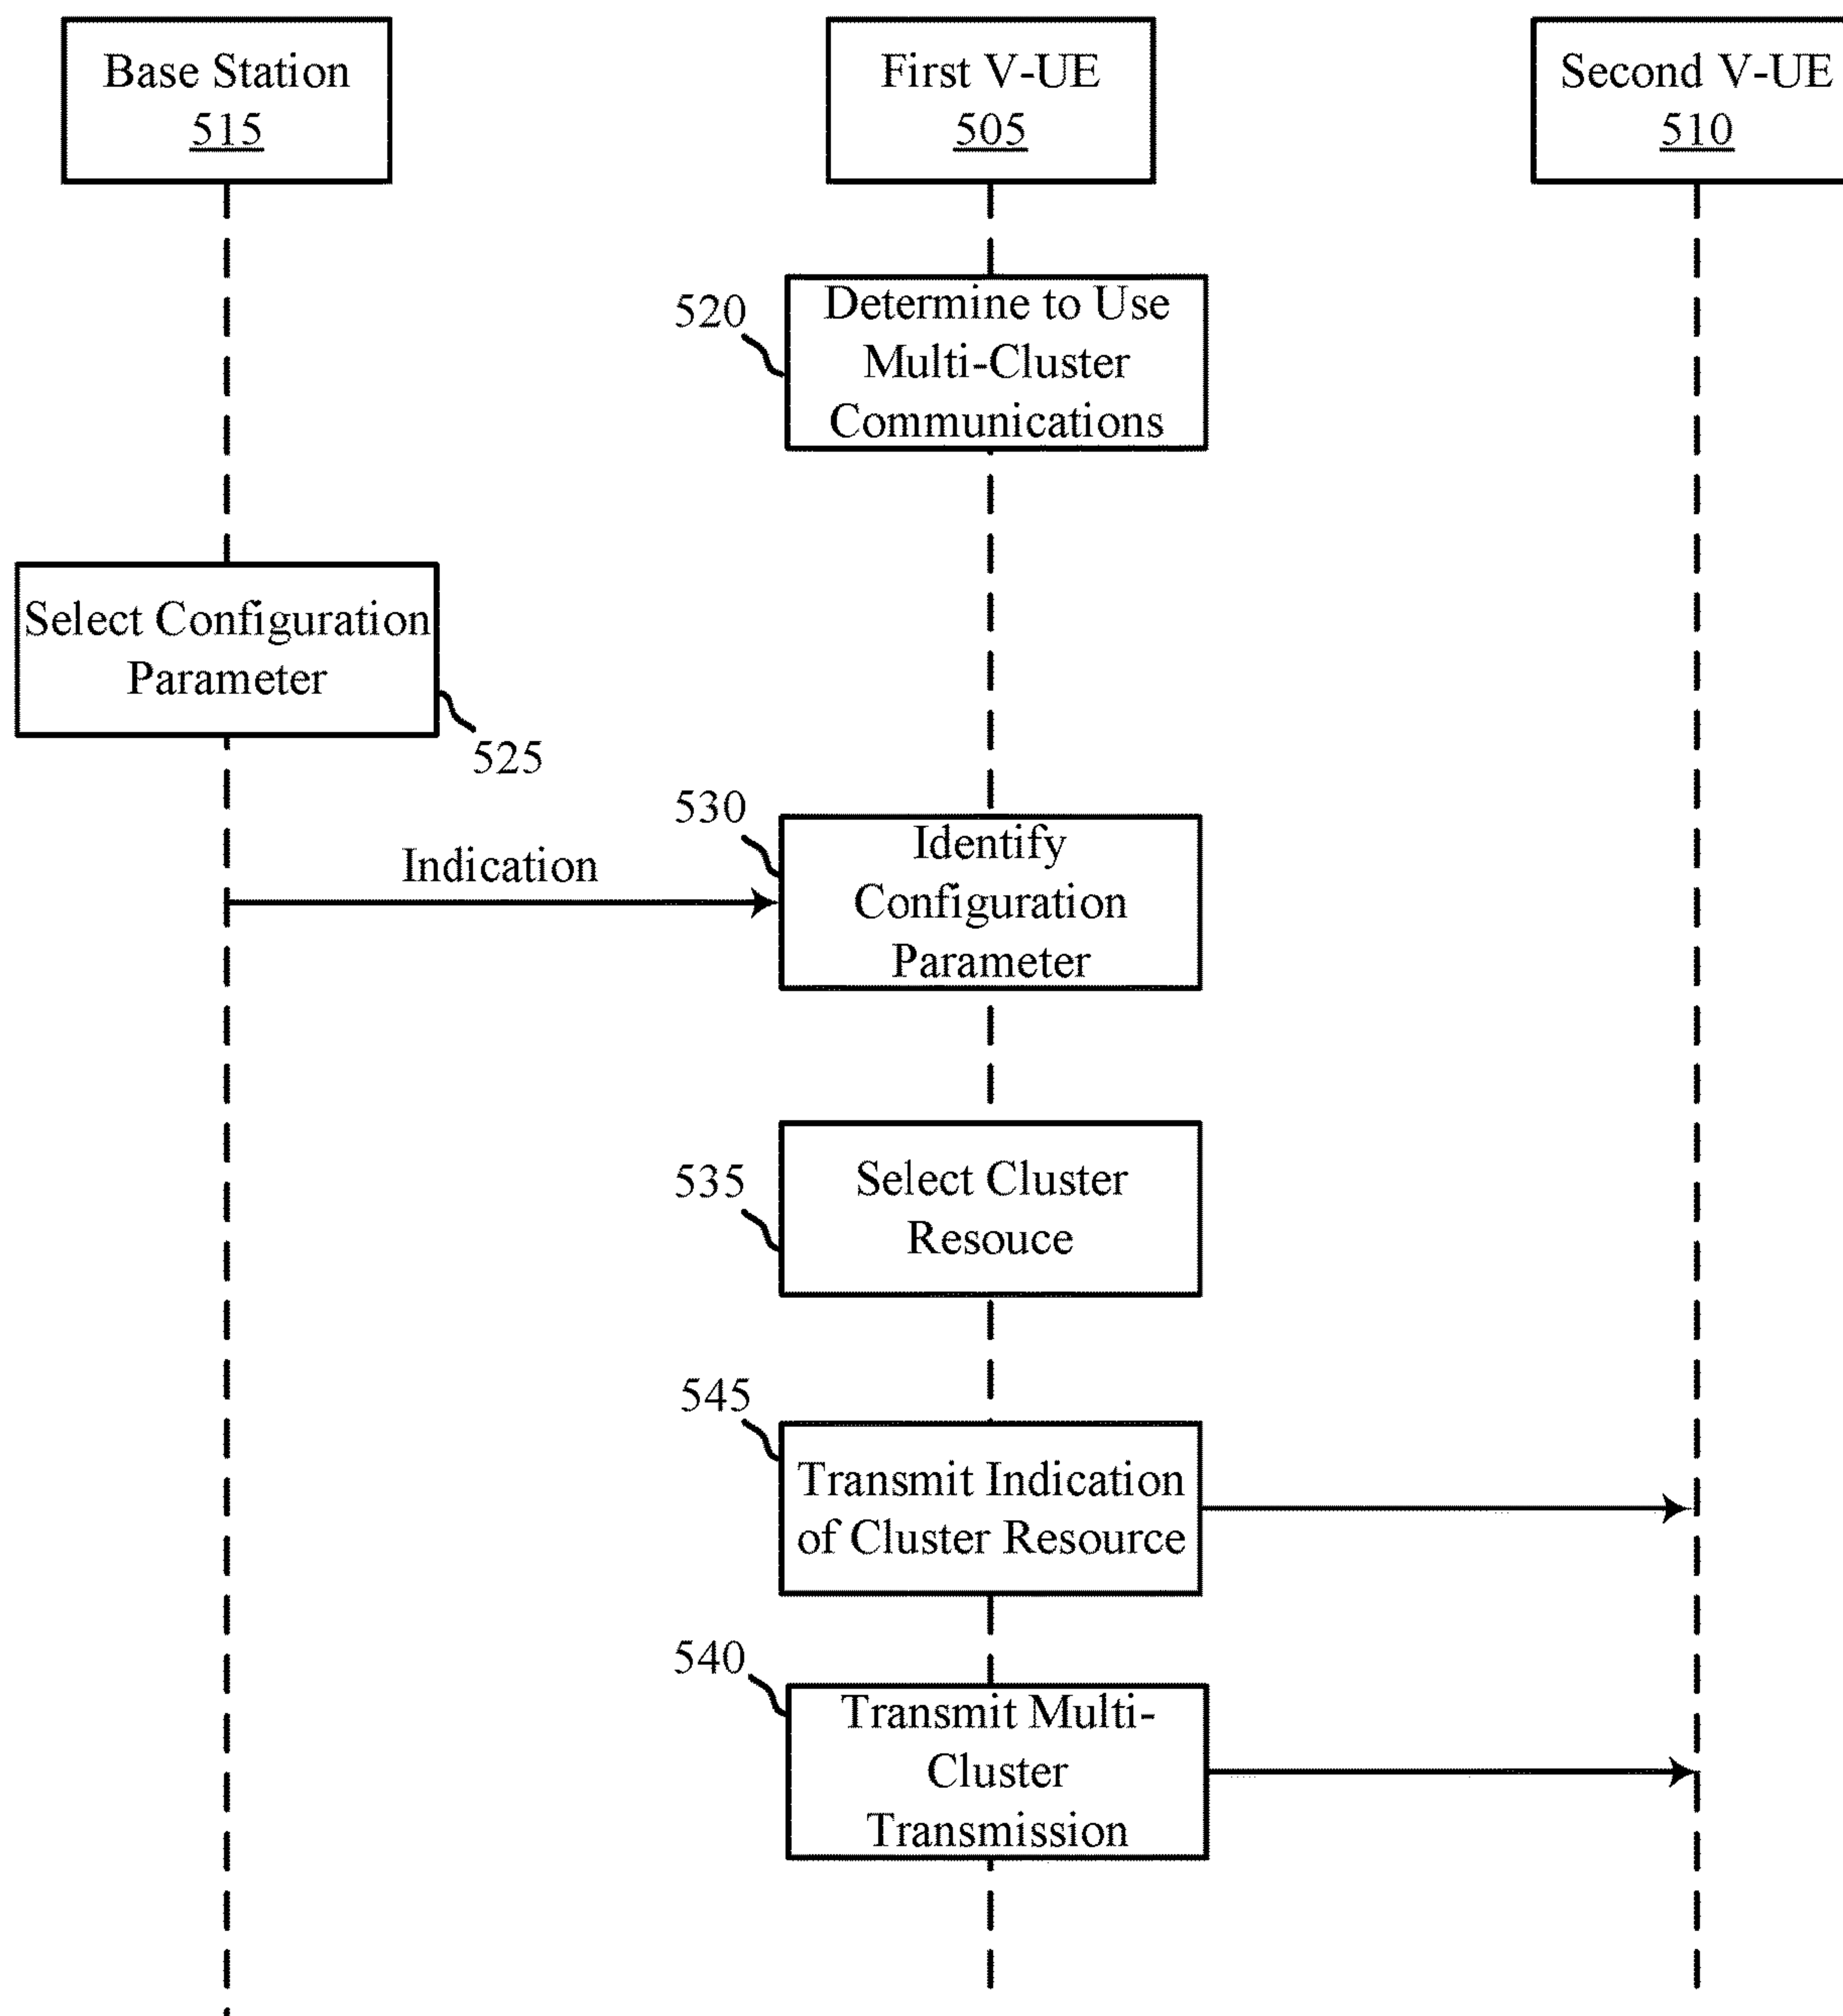 Base Station
515
First V-UE
505
Second V-UE
510
520
Determine to Use
Multi-Cluster
Communications
Select Configuration
Parameter
525
530
Indication
Identify
Configuration
Parameter
535
Select Cluster
Resouce
545
Transmit Indication
of Cluster Resource
540
Transmit Multi-
Cluster
Transmission